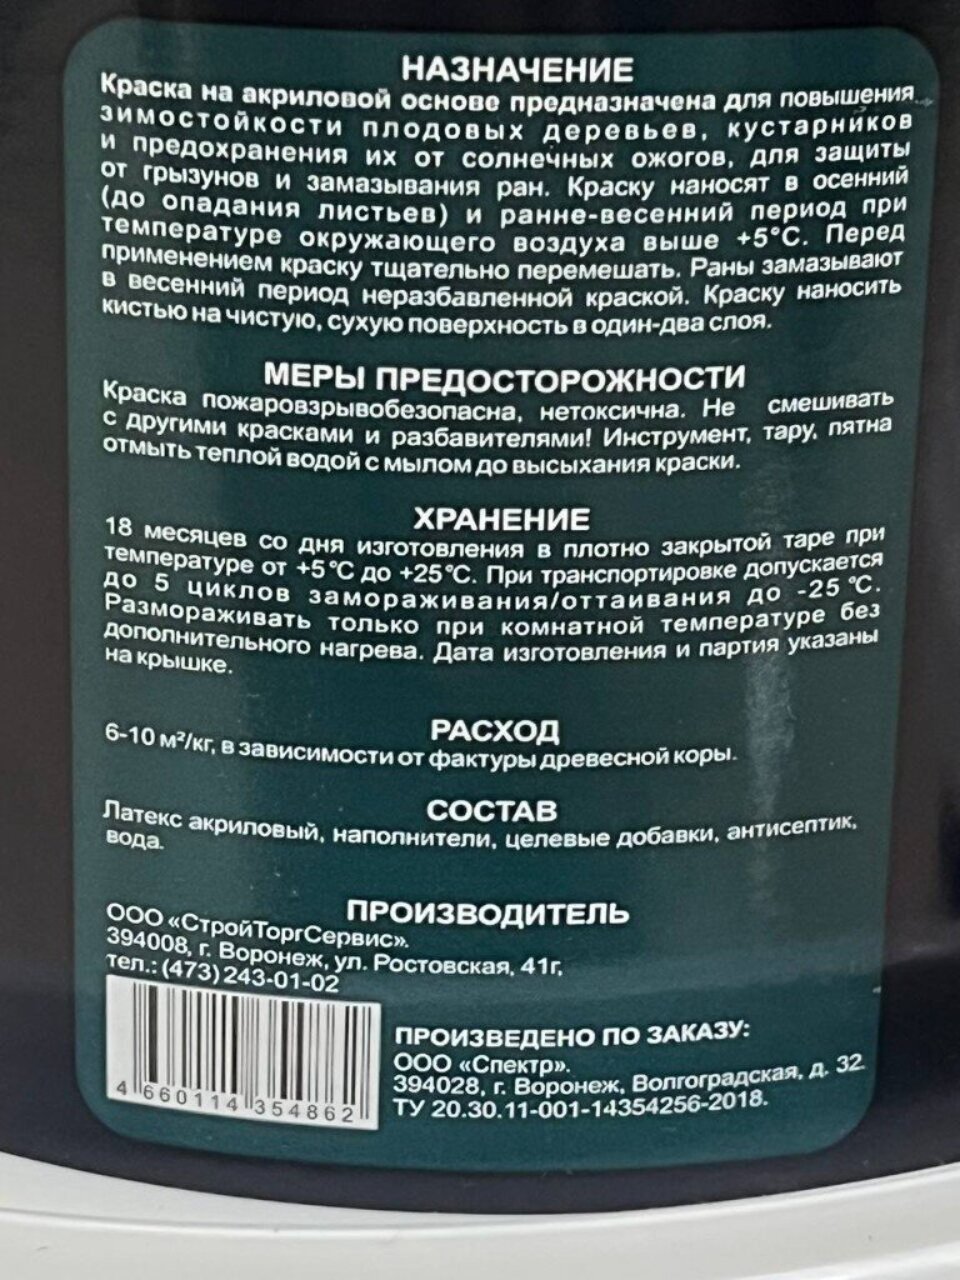 НАЗНАЧЕНИЕ
Краска на акриловой основе предназначена для повышения
зимостойкости плодовых деревьев, кустарников
и предохранения их от солнечных ожогов, для защиты
от грызунов и замазывания ран. Краску наносят в осенний
(до опадания листьев) и ранне-весенний период при
температуре окружающего воздуха выше +5°С. Перед
применением краску тщательно перемешать. Раны замазывают
в весенний период неразбавленной краской. Краску наносить
кистью на чистую, сухую поверхность в один-два слоя.
МЕРЫ ПРЕДОСТОРОЖНОСТИ
Краска пожаровзрывобезопасна, нетоксична. Не смешивать
с другими красками и разбавителями! Инструмент, тару, пятна
отмыть теплой водой с мылом до высыхания краски.
ХРАНЕНИЕ
18 месяцев со дня изготовления в плотно закрытой таре при
температуре от +5°С до +25°С. При транспортировке допускается
до 5 циклов замораживания/оттаивания до -25 °С.
Размораживать только при комнатной температуре без
дополнительного нагрева. Дата изготовления и партия указаны
на крышке.
РАСХОД
6-10 м²/кг, в зависимости от фактуры древесной коры.
СОСТАВ
Латекс акриловый, наполнители, целевые добавки, антисептик,
вода.
ПРОИЗВОДИТЕЛЬ
ООО «СтройТоргСервис».
394008, г. Воронеж, ул. Ростовская, 41г,
тел.: (473) 243-01-02
4 660114 354862
ПРОИЗВЕДЕНО ПО ЗАКАЗУ:
ООО «Спектр».
394028, г. Воронеж, Волгоградская, д. 32
ТУ 20.30.11-001-14354256-2018.